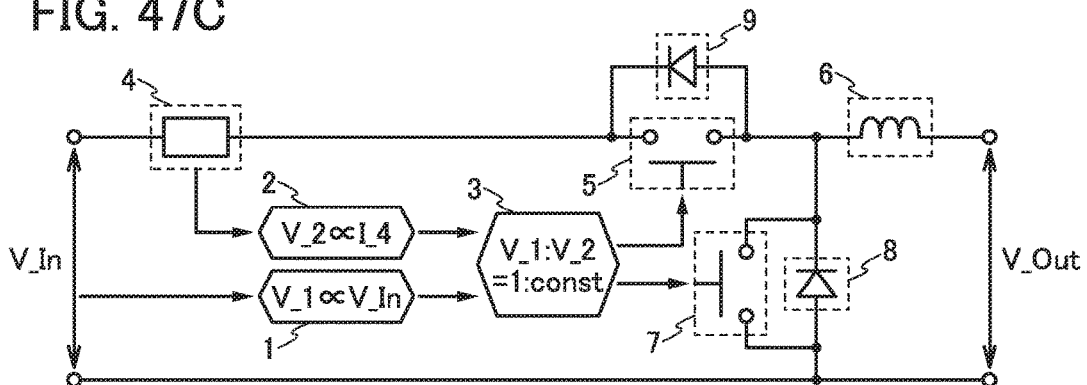 FIG. 47C
9
4
6
5
2
3
V_2∝I_4
V_1:V_2
=1:const
V_In
V_1∝V_In
8
V_Out
7
1